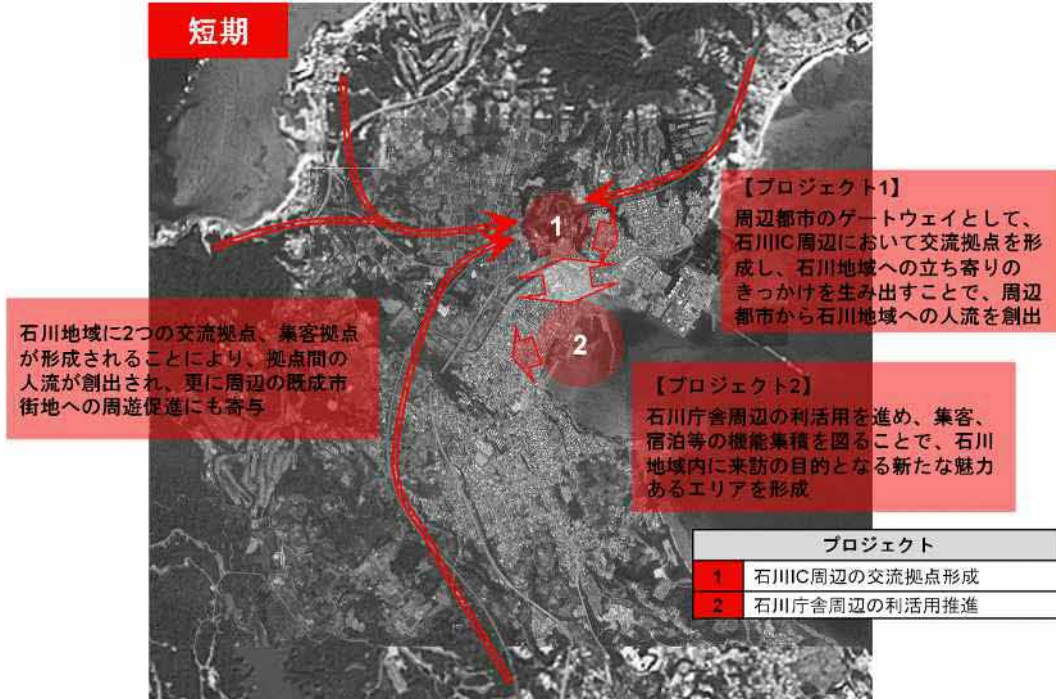 短期
1
2
【プロジェクト1】
周辺都市のゲートウェイとして、
石川IC周辺において交流拠点を形
成し、石川地域への立ち寄りの
きっかけを生み出すことで、周辺
都市から石川地域への人流を創出
石川地域に2つの交流拠点、集客拠点
が形成されることにより、拠点間の
人流が創出され、更に周辺の既成市
街地への周遊促進にも寄与
【プロジェクト2】
石川庁舎周辺の利活用を進め、集客、
宿泊等の機能集積を図ることで、石川
地域内に来訪の目的となる新たな魅力
あるエリアを形成
プロジェクト
1 石川IC周辺の交流拠点形成
2 石川庁舎周辺の利活用推進